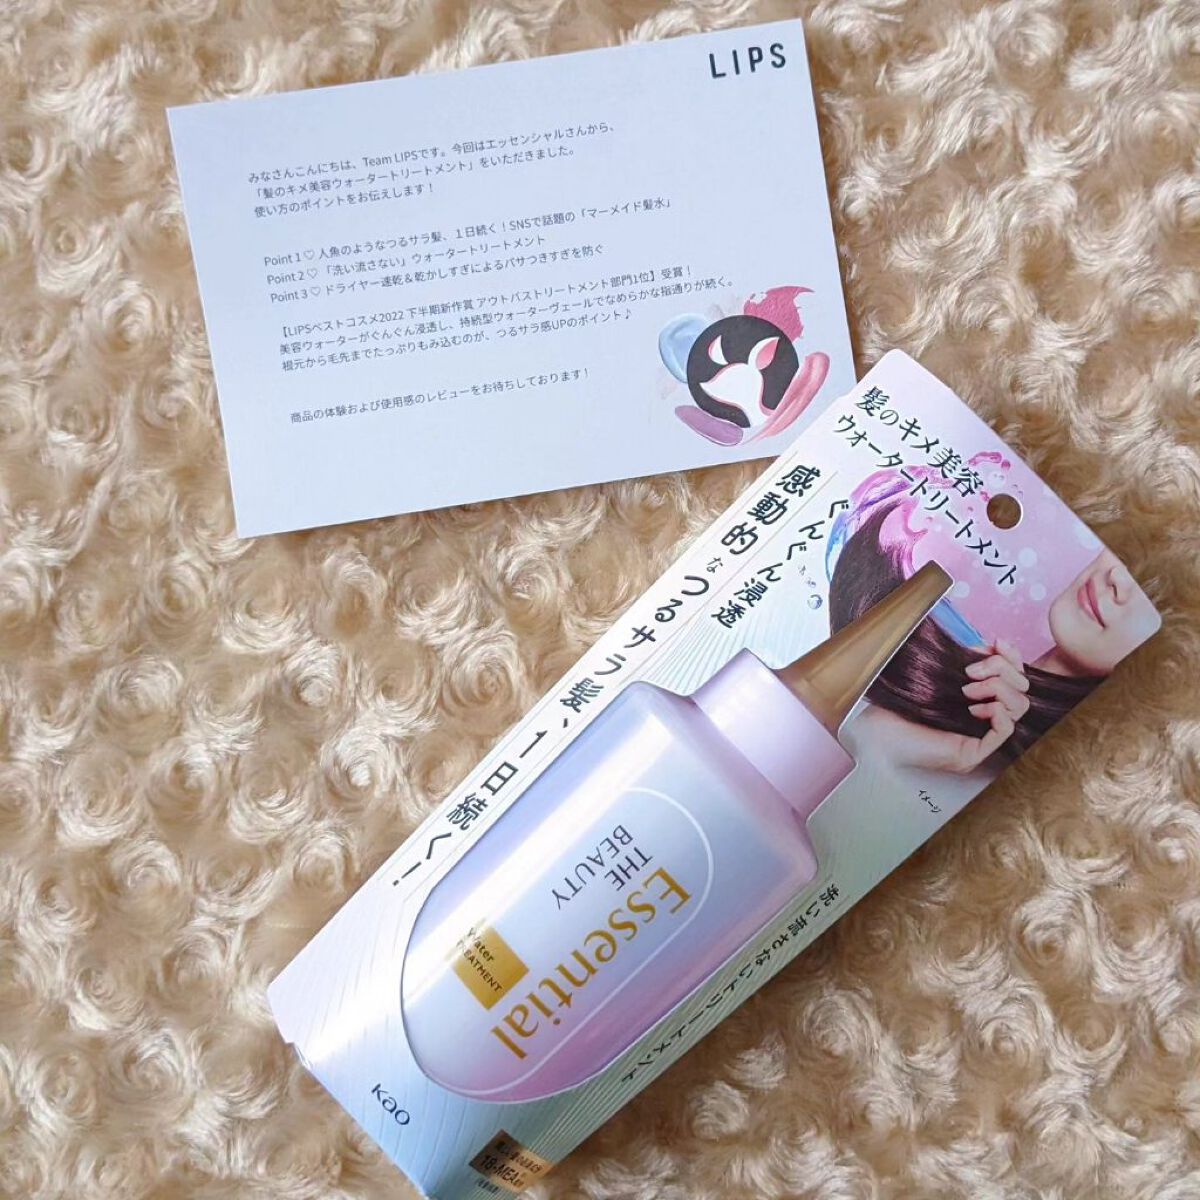 LIPS
みなさんこんにちは、Team LIPSです。今回はエッセンシャルさんから、
「髪のキメ美容ウォータートリートメント」をいただきました。
使い方のポイントをお伝えします！
Point 1♡ 人魚のようなつるサラ髪、１日続く！SNSで話題の「マーメイド髪水」
Point 2♡ 「洗い流さない」ウォータートリートメント
Point 3♡ ドライヤー速乾＆乾かしすぎによるパサつきすぎを防ぐ
【LIPSベストコスメ2022 下半期新作賞 アウトバストリートメント部門1位】受賞！
美容ウォーターがぐんぐん浸透し、持続型ウォーターヴェールでなめらかな指通りが続く。
根元から毛先までたっぷりもみ込むのが、つるサラ感UPのポイント♪
商品の体験および使用感のレビューをお待ちしております！
髪のキメ美容
ウォータートリートメント
ぐんぐん浸透
感動的なつるサラ髪、1日続く！
イメージ
Essential
THE
BEAUTY
Water
TREATMENT
洗い流さないトリートメント
Kao
18-MEA